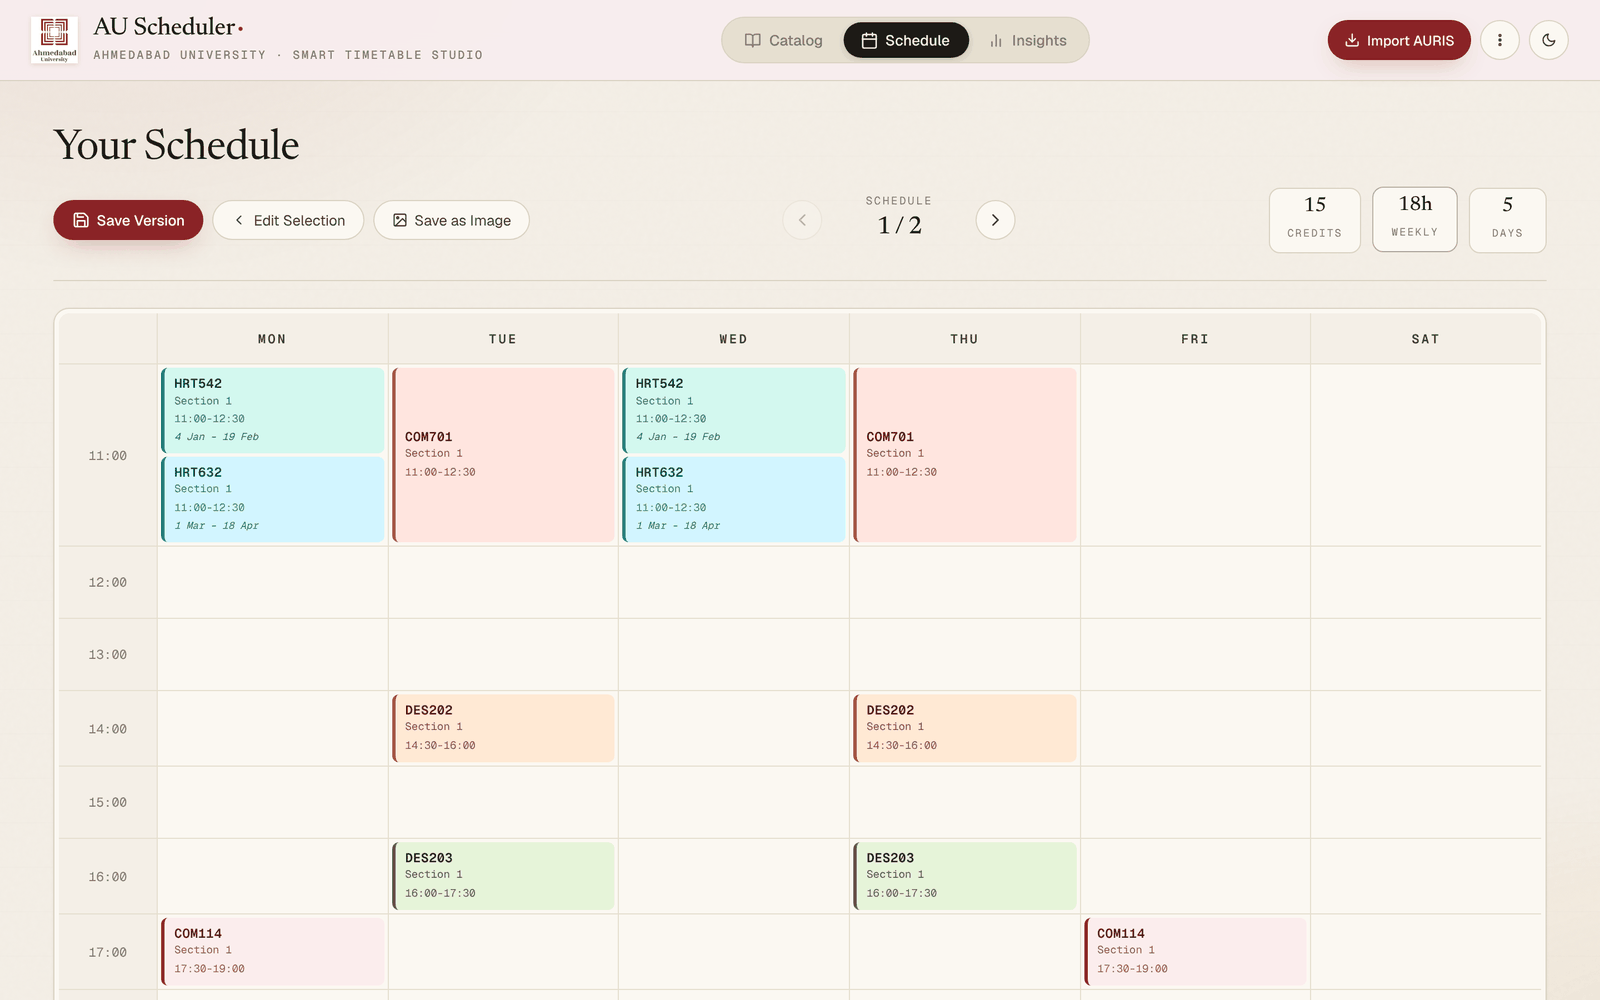 Ahmedabad
University
AU Scheduler
AHMEDABAD UNIVERSITY · SMART TIMETABLE STUDIO
Catalog
Schedule
Insights
Import AURIS
Your Schedule
Save Version
Edit Selection
Save as Image
SCHEDULE
1 / 2
15
CREDITS
18h
WEEKLY
5
DAYS
MON TUE WED THU FRI SAT
11:00
HRT542
Section 1
11:00-12:30
4 Jan - 19 Feb
HRT632
Section 1
11:00-12:30
1 Mar - 18 Apr
COM701
Section 1
11:00-12:30
HRT542
Section 1
11:00-12:30
4 Jan - 19 Feb
HRT632
Section 1
11:00-12:30
1 Mar - 18 Apr
COM701
Section 1
11:00-12:30
12:00
13:00
14:00
DES202
Section 1
14:30-16:00
DES202
Section 1
14:30-16:00
15:00
16:00
DES203
Section 1
16:00-17:30
DES203
Section 1
16:00-17:30
17:00
COM114
Section 1
17:30-19:00
COM114
Section 1
17:30-19:00